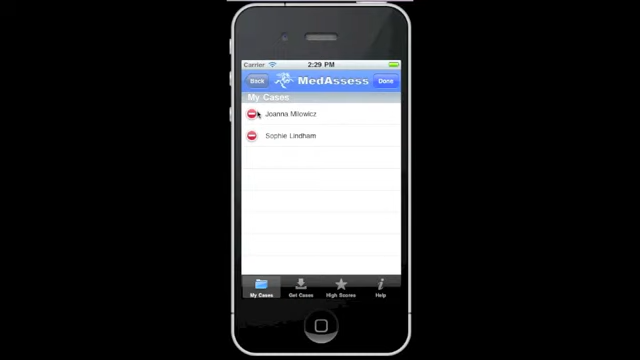 Carrier 2:29 PM
Back MedAssess Done
My Cases
Joanna Milowicz
Sophie Lindham
My Cases Get Cases High Scores Help